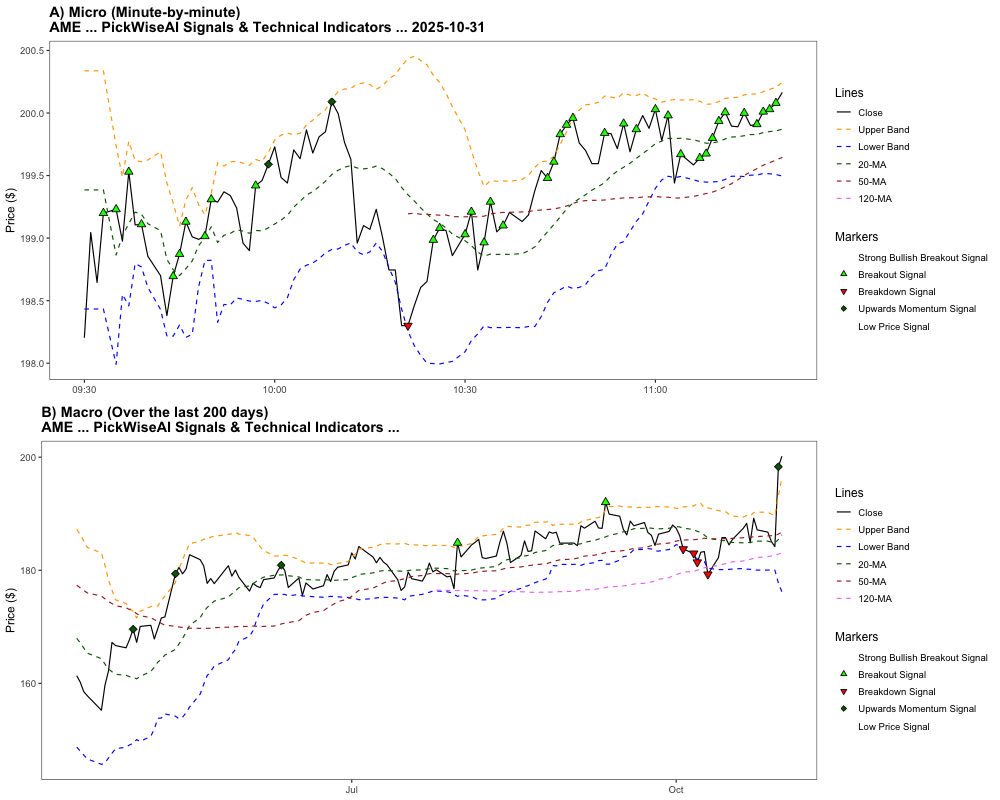 A) Micro (Minute-by-minute)
AME ... PickWiseAI Signals & Technical Indicators ... 2025-10-31
Price ($)
200.5
200.0
199.5
199.0
198.5
198.0
09:30
10:00
10:30
11:00
Lines
Close
Upper Band
Lower Band
20-MA
50-MA
120-MA
Markers
Strong Bullish Breakout Signal
Breakout Signal
Breakdown Signal
Upwards Momentum Signal
Low Price Signal
B) Macro (Over the last 200 days)
AME ... PickWiseAI Signals & Technical Indicators ...
Price ($)
200
180
160
Jul
Oct
Lines
Close
Upper Band
Lower Band
20-MA
50-MA
120-MA
Markers
Strong Bullish Breakout Signal
Breakout Signal
Breakdown Signal
Upwards Momentum Signal
Low Price Signal